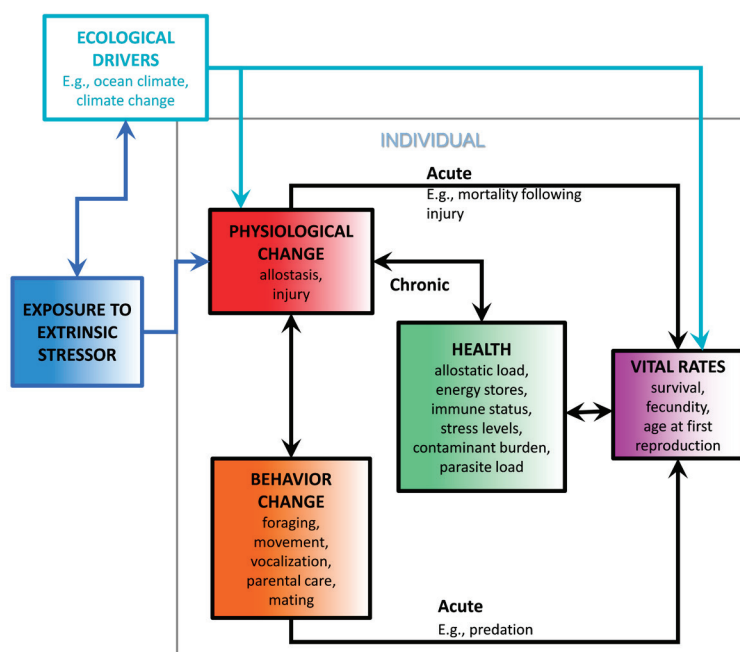 ECOLOGICAL
DRIVERS
E.g., ocean climate,
climate change
INDIVIDUAL
Acute
E.g., mortality following
injury
PHYSIOLOGICAL
CHANGE
allostasis,
injury
Chronic
EXPOSURE TO
EXTRINSIC
STRESSOR
HEALTH
allostatic load,
energy stores,
immune status,
stress levels,
contaminant burden,
parasite load
VITAL RATES
survival,
fecundity,
age at first
reproduction
BEHAVIOR
CHANGE
foraging,
movement,
vocalization,
parental care,
mating
Acute
E.g., predation